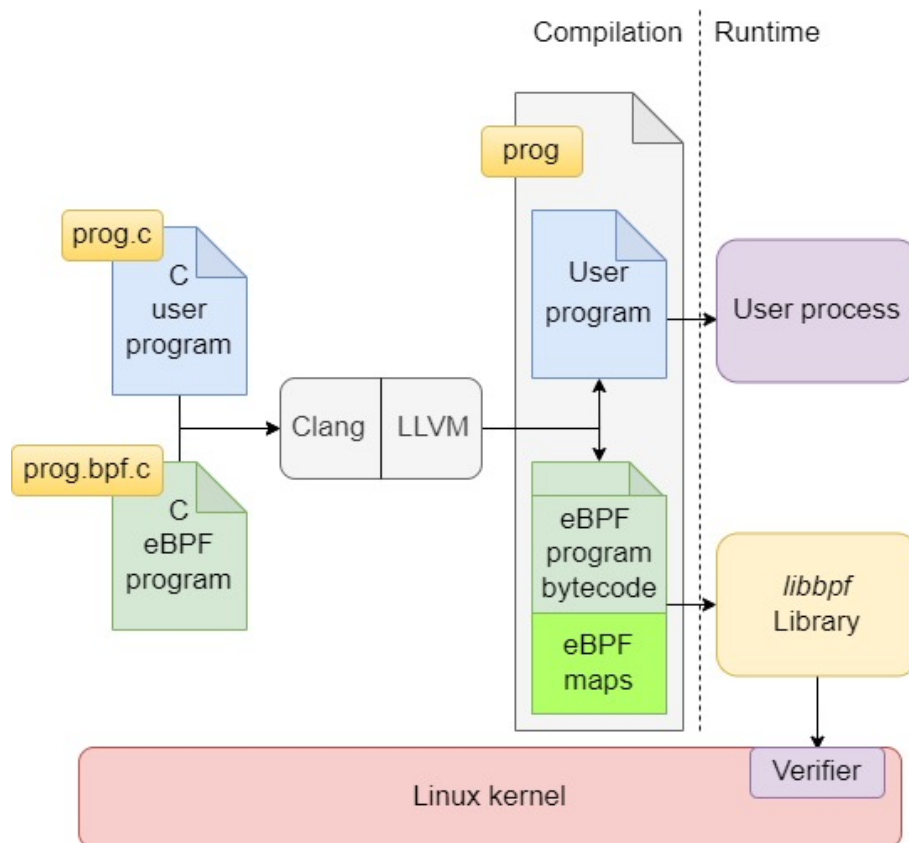 Compilation
Runtime
prog
prog.c
C
user
program
User
program
User process
Clang
LLVM
prog.bpf.c
C
eBPF
program
eBPF
program
bytecode
eBPF
maps
libbpf
Library
Verifier
Linux kernel